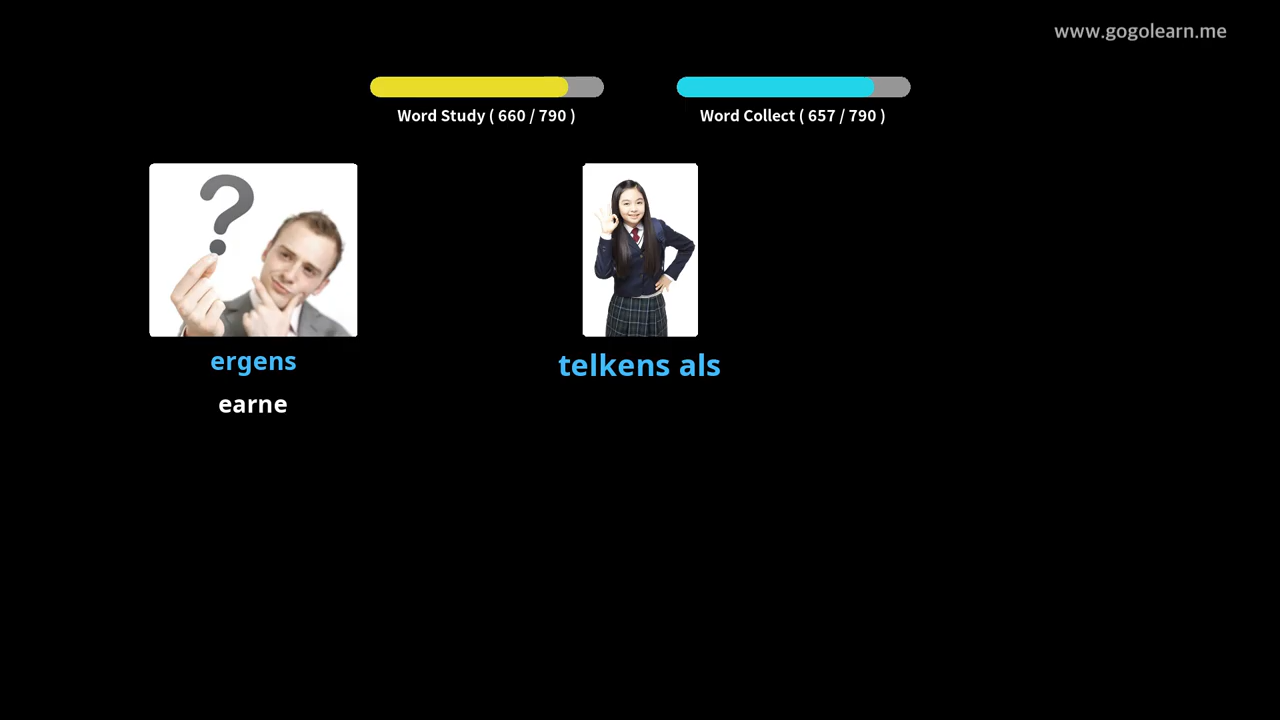 www.gogolearn.me
Word Study ( 660 / 790 )
Word Collect ( 657 / 790 )
ergens
earne
telkens als